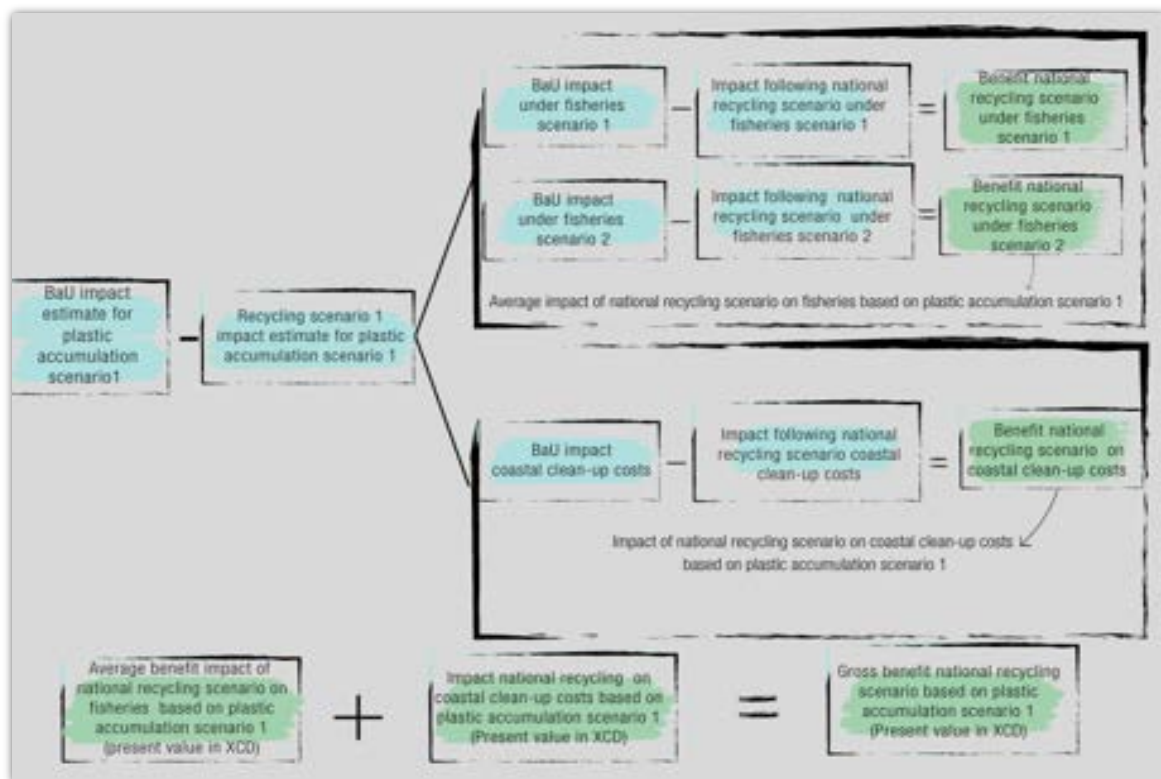 BaU impact
under fisheries
scenario 1
–
Impact following national
recycling scenario under
fisheries scenario 1
=
Benefit national
recycling scenario
under fisheries
scenario 1
BaU impact
under fisheries
scenario 2
–
Impact following national
recycling scenario under
fisheries scenario 2
=
Benefit national
recycling scenario
under fisheries
scenario 2
Average impact of national recycling scenario on fisheries based on plastic accumulation scenario 1
BaU impact
estimate for
plastic
accumulation
scenario1
-
Recycling scenario 1
impact estimate for plastic
accumulation scenario 1
BaU impact
coastal clean-up costs
–
Impact following national
recycling scenario coastal
clean-up costs
=
Benefit national
recycling scenario on
coastal clean-up costs
Impact of national recycling scenario on coastal clean-up costs
based on plastic accumulation scenario 1
Average benefit impact of
national recycling scenario on
fisheries based on plastic
accumulation scenario 1
(present value in XCD)
+
Impact national recycling on
coastal clean-up costs based on
plastic accumulation scenario 1
(Present value in XCD)
=
Gross benefit national recycling
scenario based on plastic
accumulation scenario 1
(Present value in XCD)